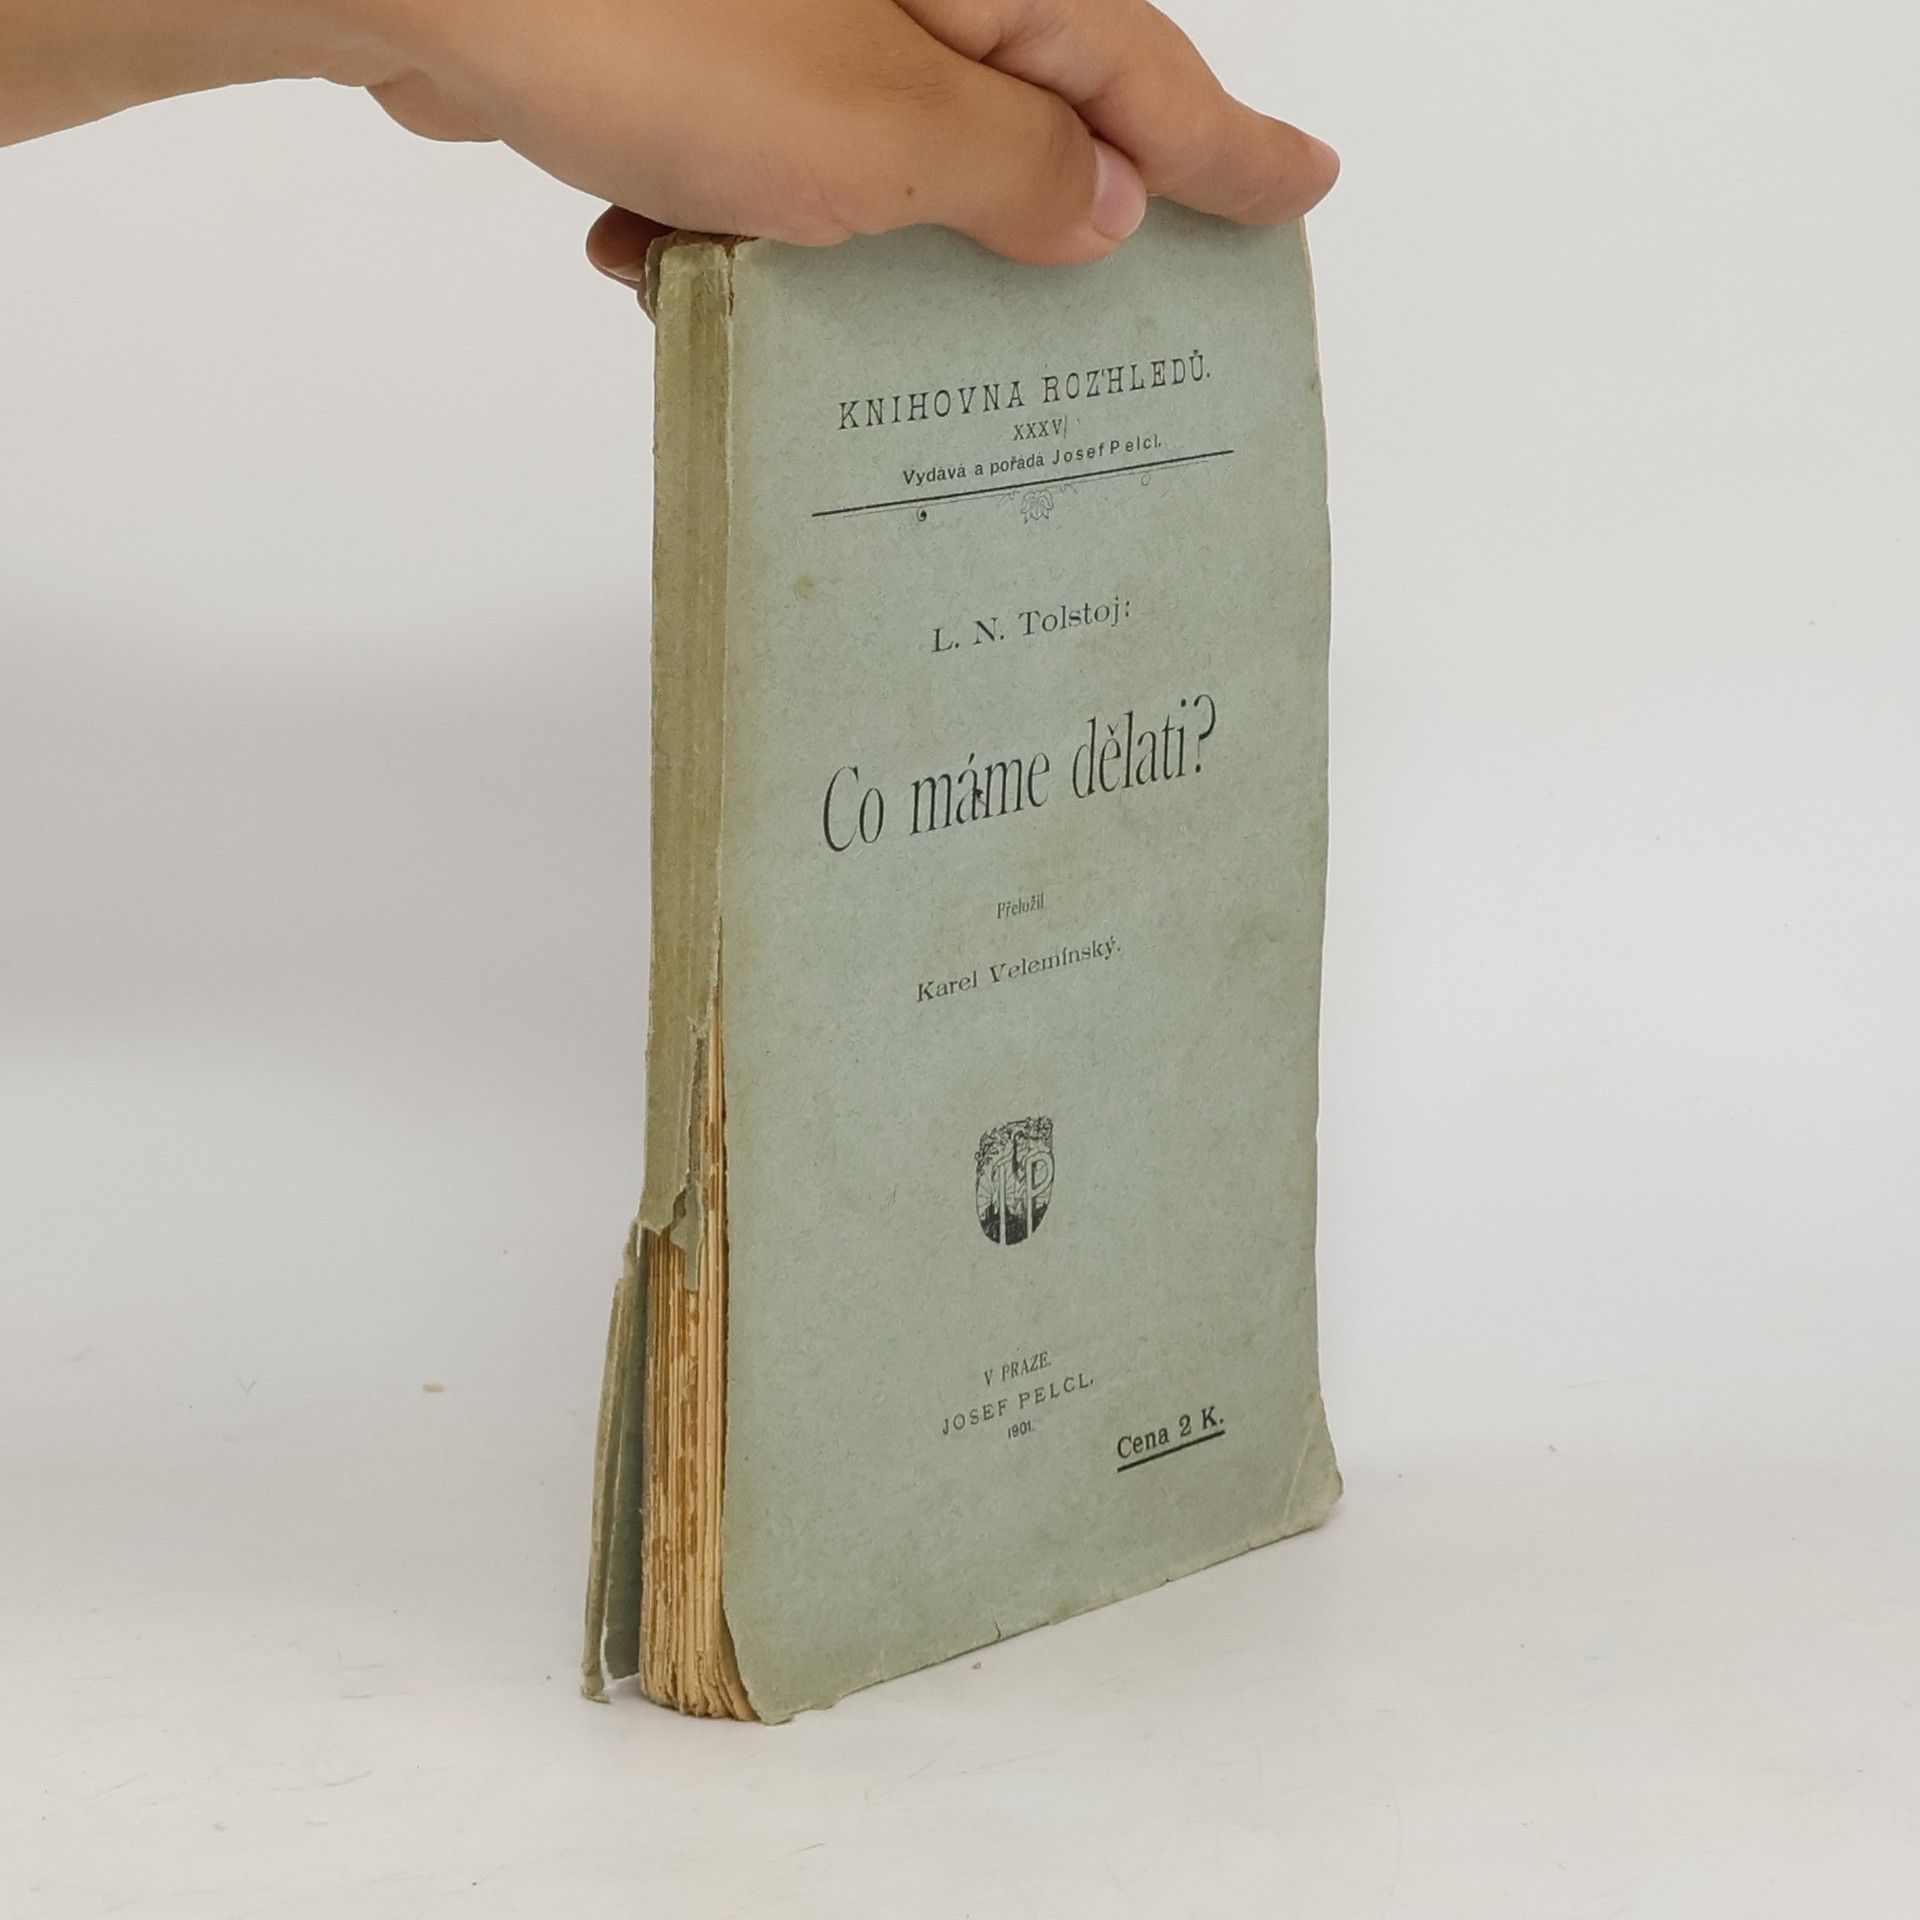 KNIHOVNA ROZHLEDŮ.
XXXVI
Vydává a pořádá Josef Pelcl.
L. N. Tolstoj:
Co máme dělati?
Přeložil
Karel Velemínský.
JP
V PRAZE.
JOSEF PELCL.
1901.
Cena 2 K.